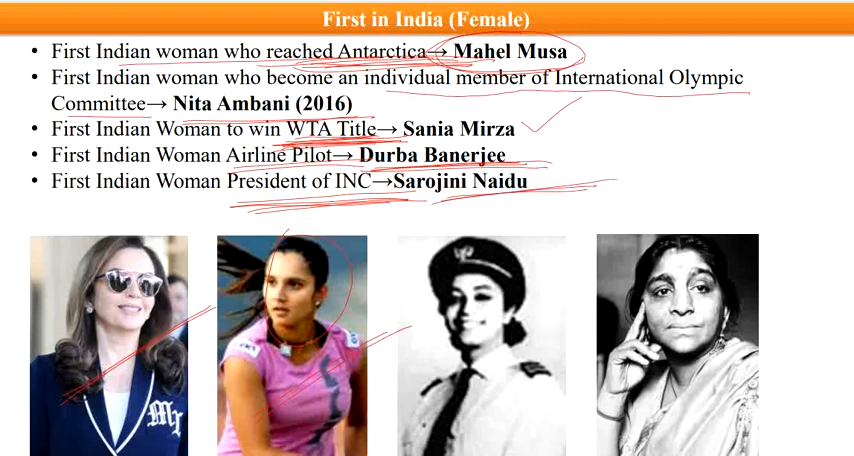 First in India (Female)
• First Indian woman who reached Antarctica→ Mahel Musa
• First Indian woman who become an individual member of International Olympic
Committee→ Nita Ambani (2016)
• First Indian Woman to win WTA Title→ Sania Mirza
• First Indian Woman Airline Pilot→ Durba Banerjee
• First Indian Woman President of INC→Sarojini Naidu